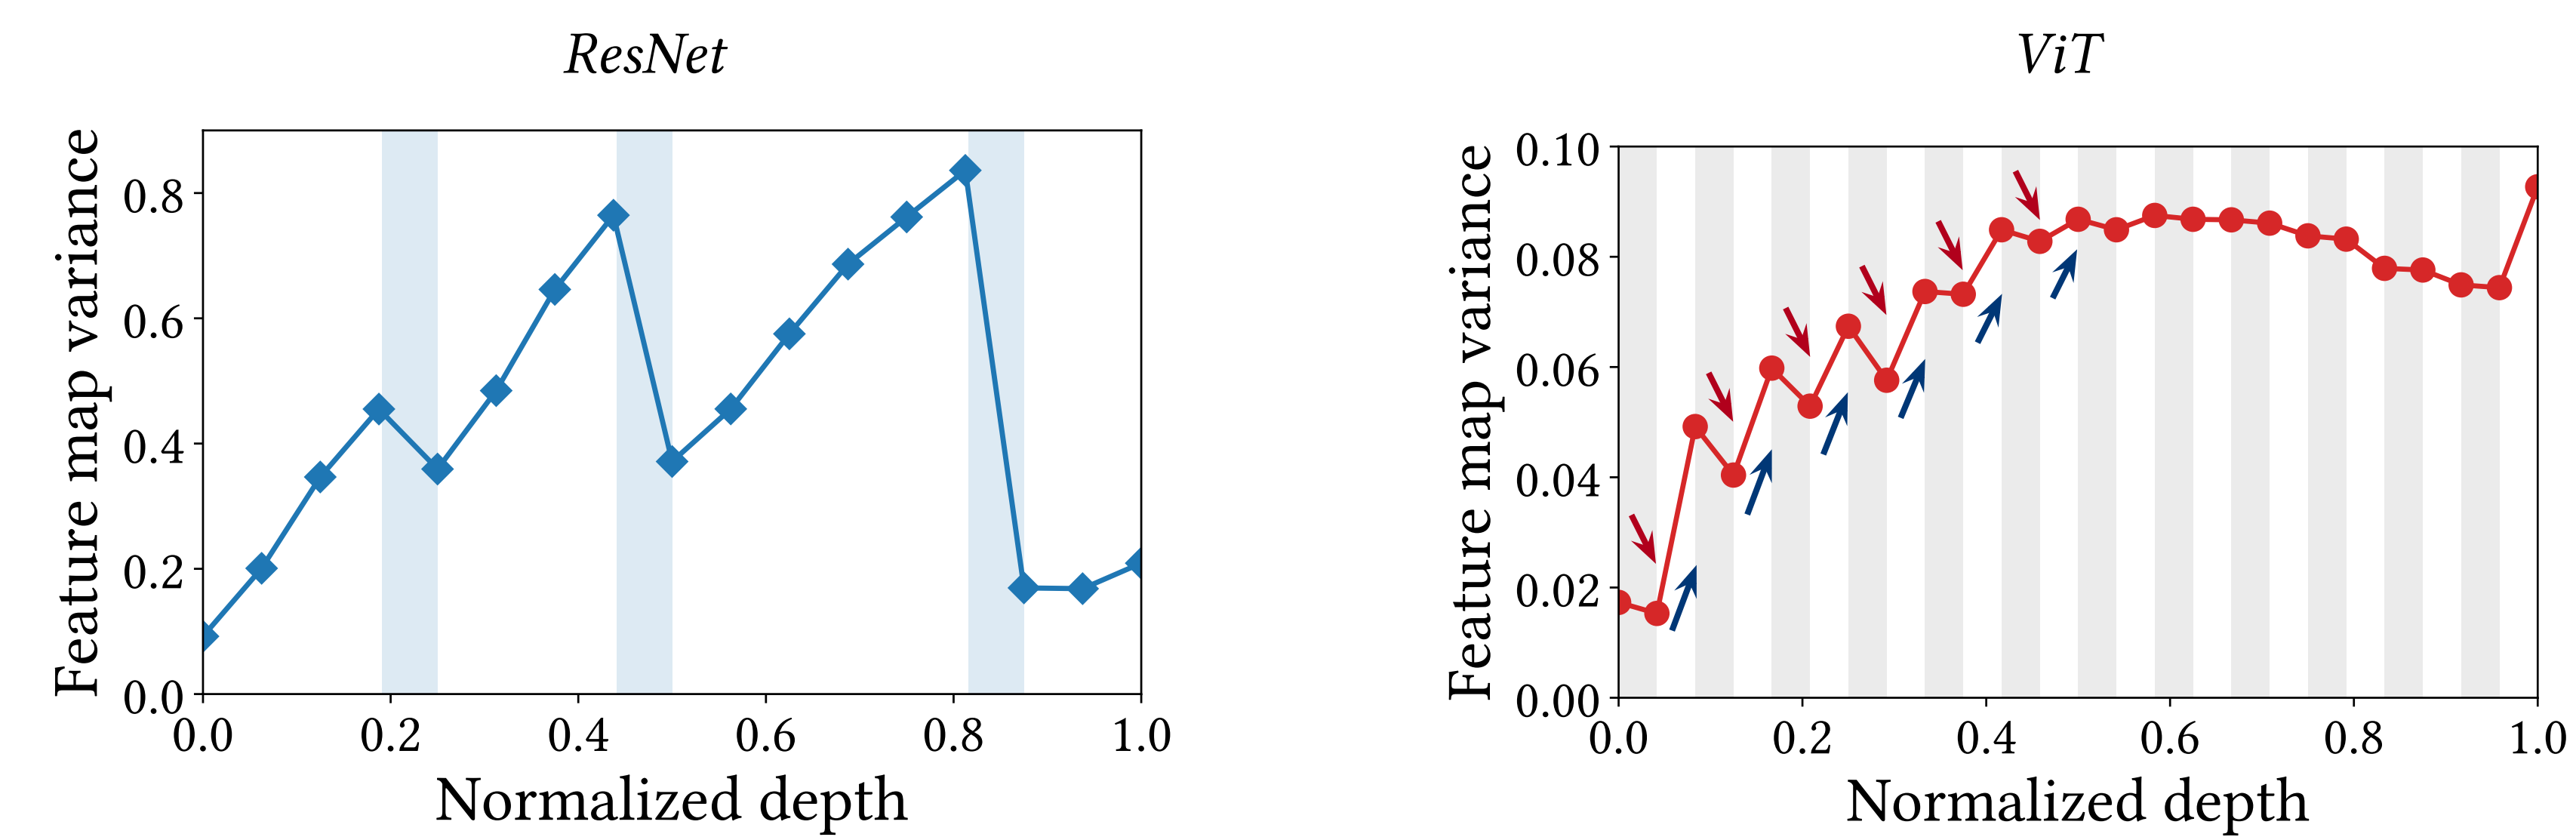 ResNet
Feature map variance
0.8
0.6
0.4
0.2
0.0
0.0 0.2 0.4 0.6 0.8 1.0
Normalized depth
ViT
Feature map variance
0.10
0.08
0.06
0.04
0.02
0.00
0.0 0.2 0.4 0.6 0.8 1.0
Normalized depth